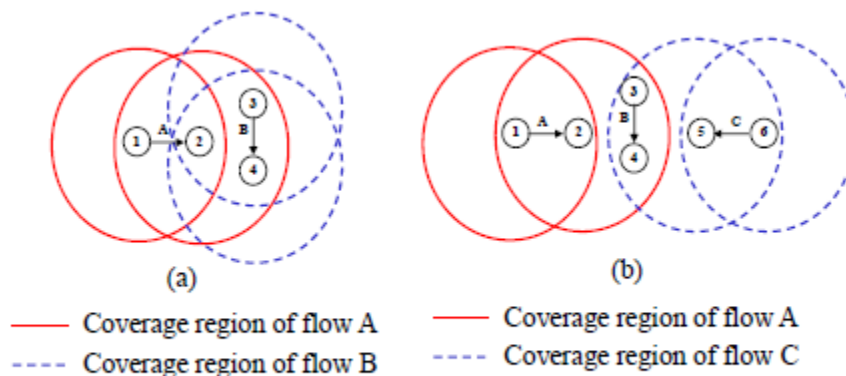 A
1
2
3
B
4
A
1
2
3
B
4
5
C
6
(a)
(b)
Coverage region of flow A
Coverage region of flow B
Coverage region of flow A
Coverage region of flow C